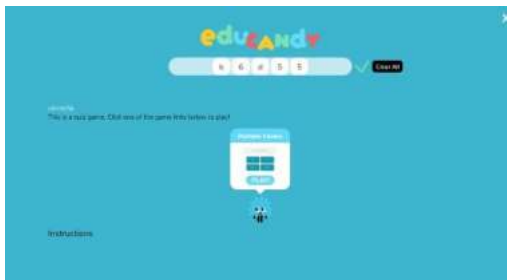 eduCANDY
6 d 5 5
Clear All
This is a quiz game. Click one of the game links below to play!
PLAY!
Instructions